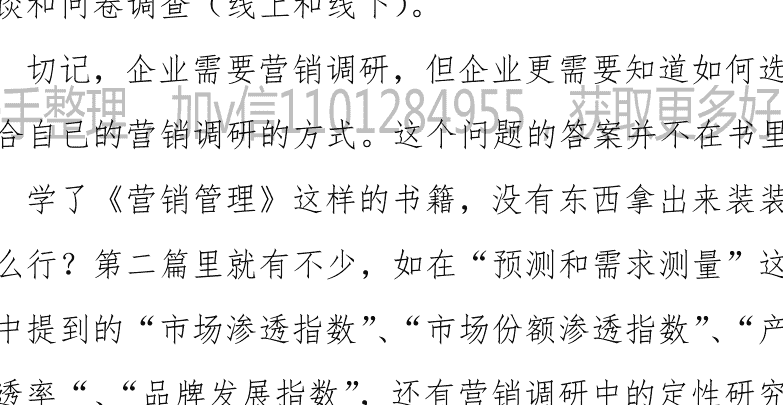 谈和问卷调查（线上和线下）。
切记，企业需要营销调研，但企业更需要知道如何选
手整理 加v信1101284955 获取更多好
合自己的营销调研的方式。这个问题的答案并不在书里
学了《营销管理》这样的书籍，没有东西拿出来装装
么行？第二篇里就有不少，如在“预测和需求测量”这
中提到的“市场渗透指数”、“市场份额渗透指数”、“产
透率“、“品牌发展指数”，还有营销调研中的定性研究